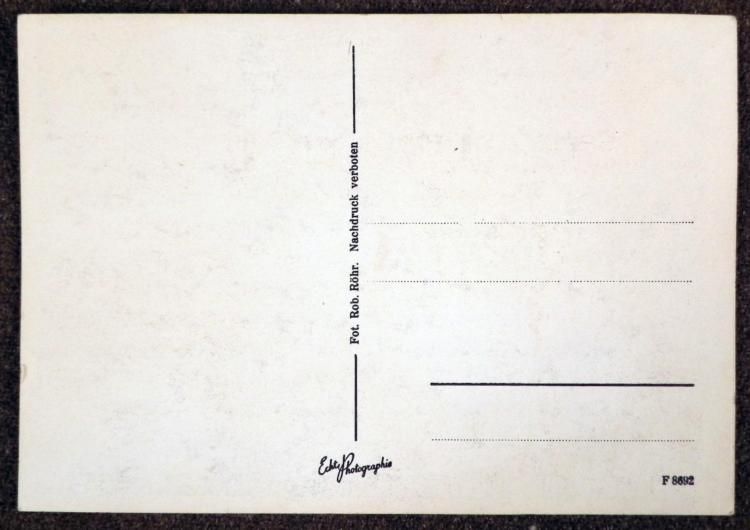 Fot. Rob. Röhr. Nachdruck verboten
Echte Photographie
F 8692